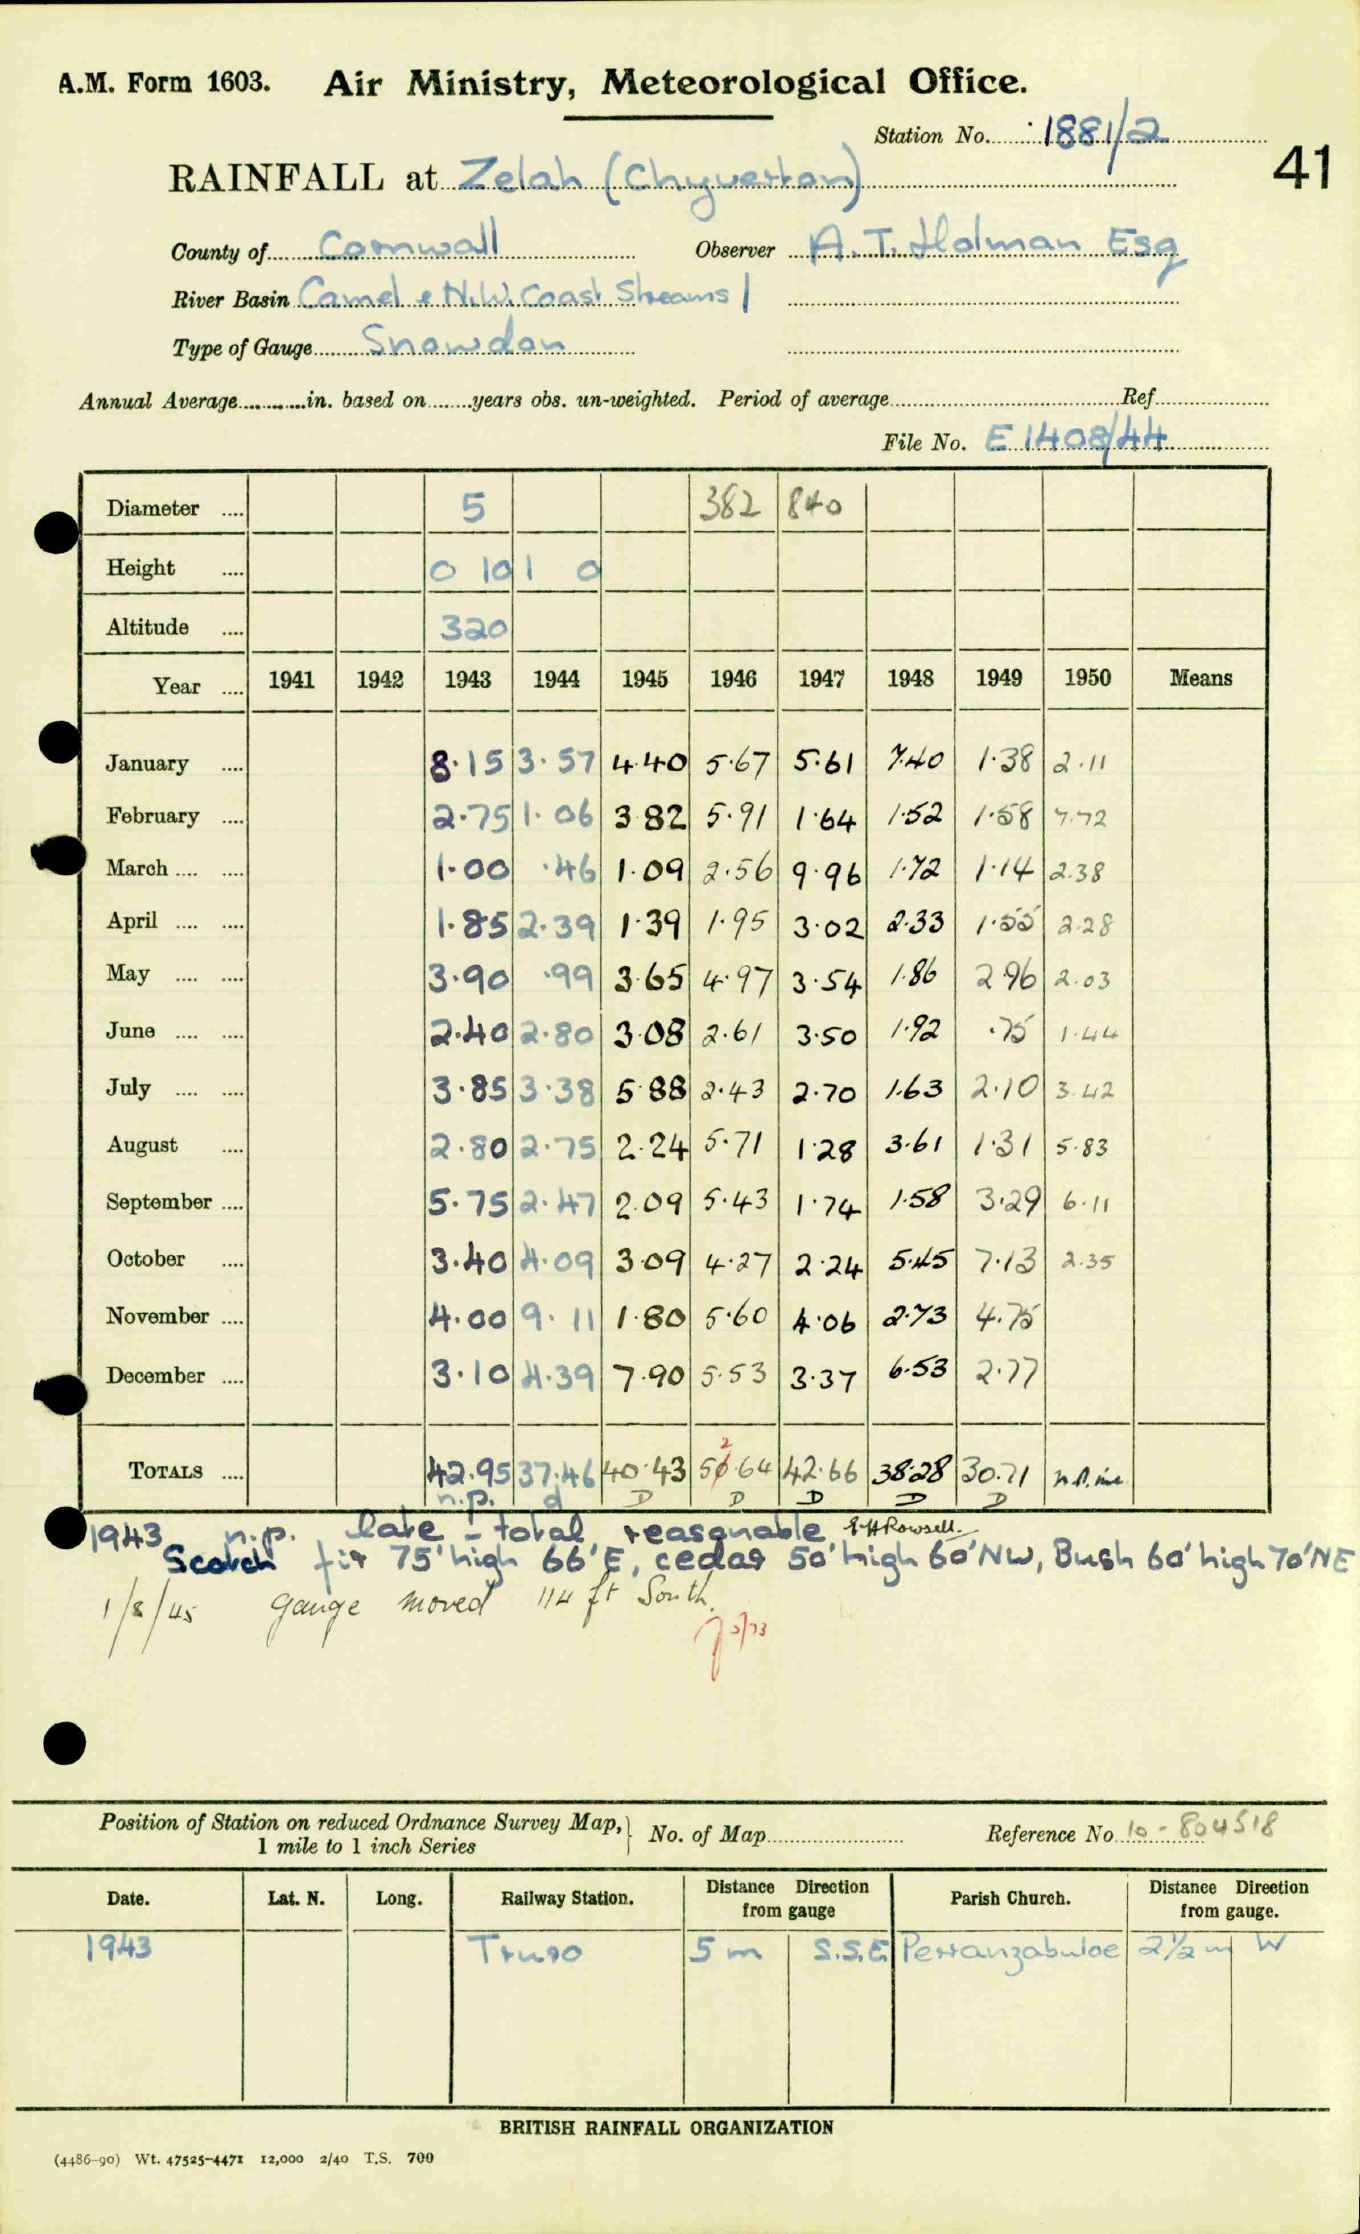 A.M. Form 1603. Air Ministry, Meteorological Office.
Station No. 1881/2
41
RAINFALL at Zelah (Chyverton)
County of Cornwall Observer A.T. Holman Esq
River Basin Camel & N.W. Coast Streams
Type of Gauge Snowdon
Annual Average in. based on years obs. un-weighted. Period of average Ref
File No. E 1408/44
Diameter 5 382 840
Height 0 10 1 0
Altitude 320
Year 1941 1942 1943 1944 1945 1946 1947 1948 1949 1950 Means
January 8.15 3.57 4.40 5.67 5.61 7.40 1.38 2.11
February 2.75 1.06 3.82 5.91 1.64 1.52 1.58 7.72
March 1.00 .46 1.09 2.56 9.96 1.72 1.14 2.38
April 1.85 2.39 1.39 1.95 3.02 2.33 1.55 2.28
May 3.90 .99 3.65 4.97 3.54 1.86 2.96 2.03
June 2.40 2.80 3.08 2.61 3.50 1.92 .75 1.44
July 3.85 3.38 5.88 2.43 2.70 1.63 2.10 3.42
August 2.80 2.75 2.24 5.71 1.28 3.61 1.31 5.83
September 5.75 2.47 2.09 5.43 1.74 1.58 3.29 6.11
October 3.40 4.09 3.09 4.27 2.24 5.45 7.13 2.35
November 4.00 9.11 1.80 5.60 4.06 2.73 4.75
December 3.10 4.39 7.90 5.53 3.37 6.53 2.77
TOTALS 42.95 37.46 40.43 52.64 42.66 38.28 30.71 n.p. inc.
n.p. d D D D D D
1943 n.p. late - total reasonable E H Rowsell.
Scotch fir 75' high 66' E, cedar 50' high 60' NW, Bush 60' high 70' NE
1/8/45 gauge moved 114 ft South.
5/73
Position of Station on reduced Ordnance Survey Map,
1 mile to 1 inch Series
No. of Map Reference No 10 - 804518
Date. Lat. N. Long. Railway Station. Distance Direction from gauge Parish Church. Distance Direction from gauge.
1943 Truro 5 m S.S.E Perranzabuloe 2½ m W
BRITISH RAINFALL ORGANIZATION
(4486-90) Wt. 47525-4471 12,000 2/40 T.S. 700